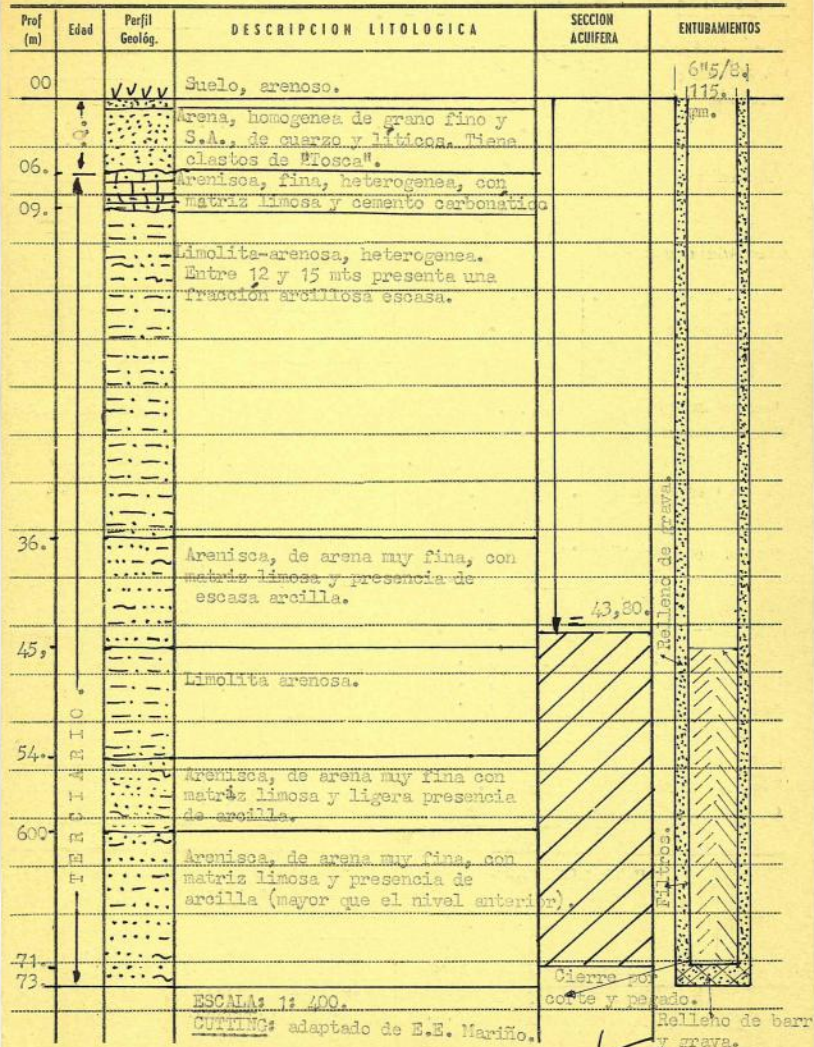 Prof (m)
Edad
Perfil Geológ.
DESCRIPCION LITOLOGICA
SECCION ACUIFERA
ENTUBAMIENTOS
00
Suelo, arenoso.
6"5/8.
115.
mm.
Q.
Arena, homogenea de grano fino y
S.A., de cuarzo y líticos. Tiene
clastos de "Tosca".
06.
Arenisca, fina, heterogenea, con
matriz limosa y cemento carbonático
09.
Limolita-arenosa, heterogenea.
Entre 12 y 15 mts presenta una
fracción arcillosa escasa.
36.
Arenisca, de arena muy fina, con
matriz limosa y presencia de
escasa arcilla.
= 43,80.
Relleno de grava.
45,
Limolita arenosa.
TERCIARIO.
54.
Arenisca, de arena muy fina con
matriz limosa y ligera presencia
de arcilla.
600
Arenisca, de arena muy fina, con
matriz limosa y presencia de
arcilla (mayor que el nivel anterior).
Filtros.
71.
73.
Cierre por
corte y pegado.
ESCALA: 1: 400.
CUTTING: adaptado de E.E. Mariño.
Relleno de barr
y grava.